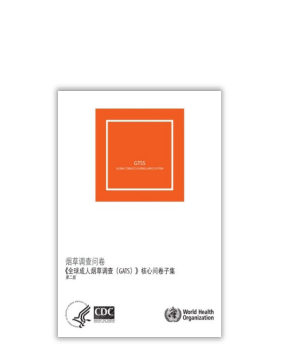 GTSS
GLOBAL TOBACCO SURVEILLANCE SYSTEM
烟草调查问卷
《全球成人烟草调查（GATS）》核心问卷子集
第二版
CDC
World Health
Organization